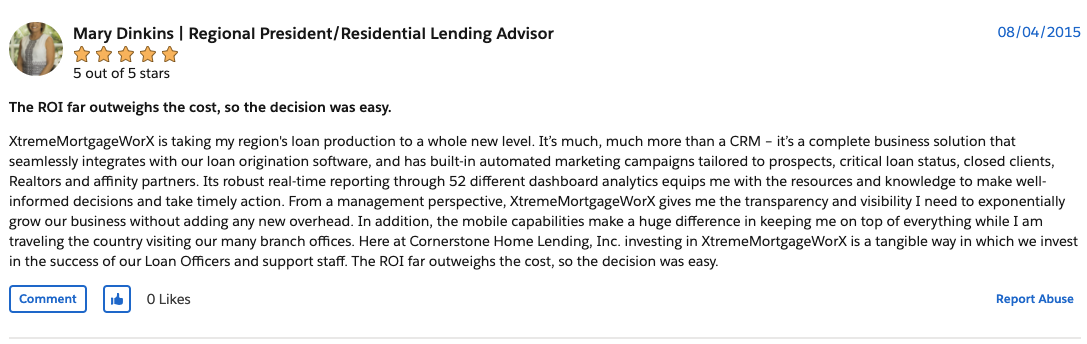 Mary Dinkins | Regional President/Residential Lending Advisor
08/04/2015
5 out of 5 stars
The ROI far outweighs the cost, so the decision was easy.
XtremeMortgageWorX is taking my region's loan production to a whole new level. It’s much, much more than a CRM – it’s a complete business solution that
seamlessly integrates with our loan origination software, and has built-in automated marketing campaigns tailored to prospects, critical loan status, closed clients,
Realtors and affinity partners. Its robust real-time reporting through 52 different dashboard analytics equips me with the resources and knowledge to make well-
informed decisions and take timely action. From a management perspective, XtremeMortgageWorX gives me the transparency and visibility I need to exponentially
grow our business without adding any new overhead. In addition, the mobile capabilities make a huge difference in keeping me on top of everything while I am
traveling the country visiting our many branch offices. Here at Cornerstone Home Lending, Inc. investing in XtremeMortgageWorX is a tangible way in which we invest
in the success of our Loan Officers and support staff. The ROI far outweighs the cost, so the decision was easy.
Comment
0 Likes
Report Abuse